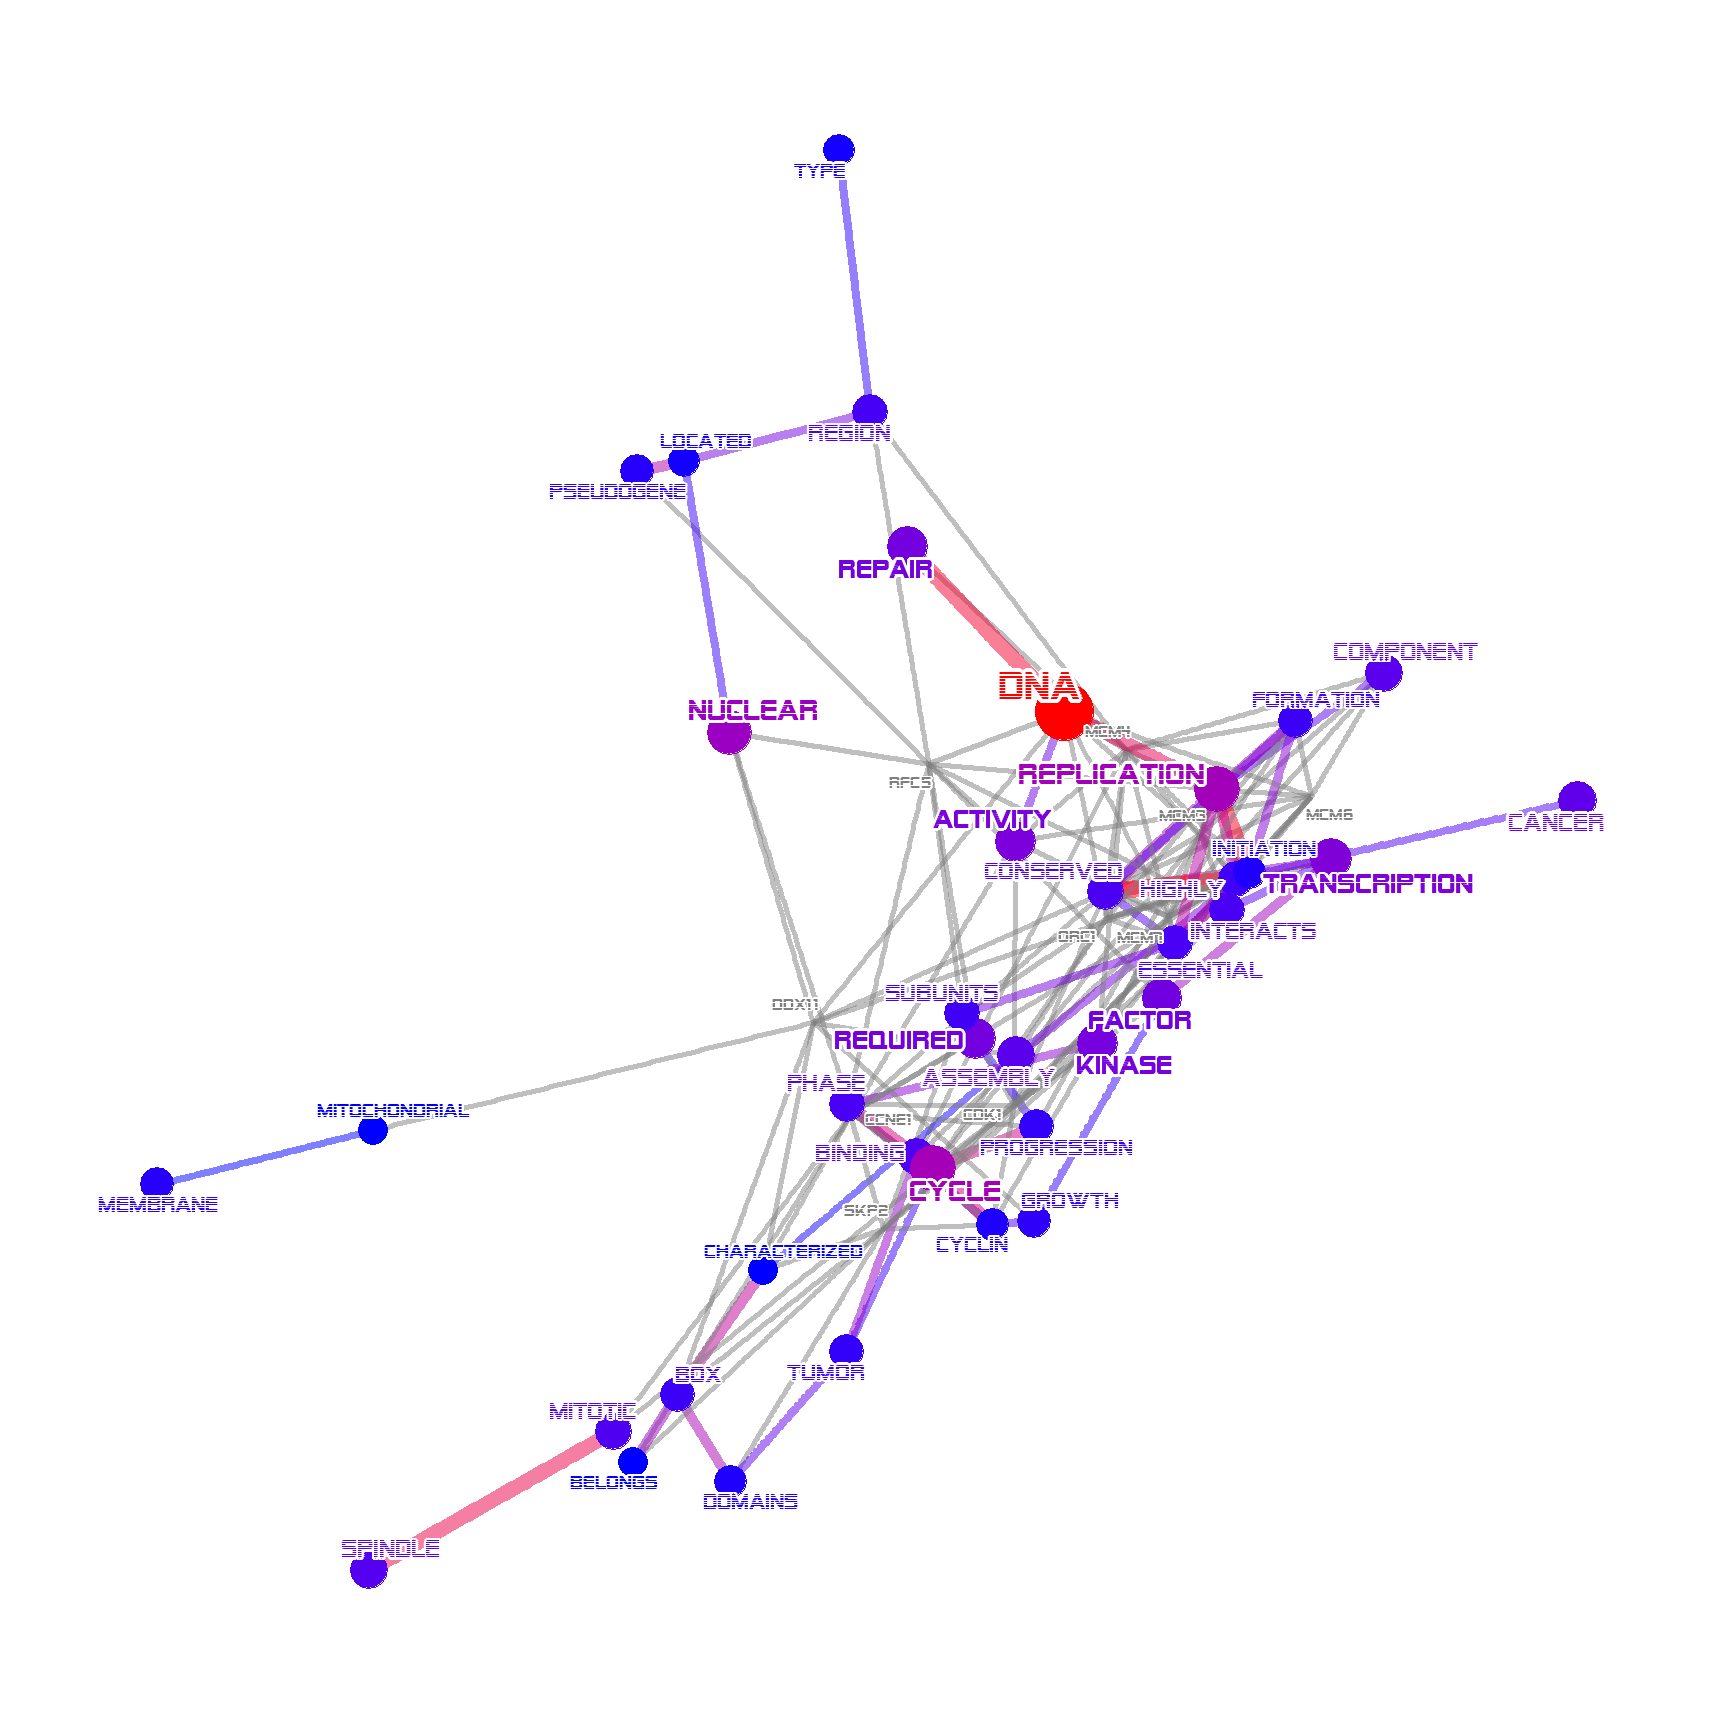 TYPE
REGION
LOCATED
PSEUDOGENE
REPAIR
COMPONENT
DNA
FORMATION
NUCLEAR
MCM4
REPLICATION
RFC5
MCM3
MCM6
ACTIVITY
CANCER
INITIATION
CONSERVED
HIGHLY
TRANSCRIPTION
INTERACTS
ORC1
MCM7
ESSENTIAL
SUBUNITS
DDX11
FACTOR
REQUIRED
KINASE
ASSEMBLY
PHASE
MITOCHONDRIAL
CCNE1
CDK1
PROGRESSION
BINDING
CYCLE
GROWTH
MEMBRANE
SKP2
CYCLIN
CHARACTERIZED
TUMOR
BOX
MITOTIC
BELONGS
DOMAINS
SPINDLE